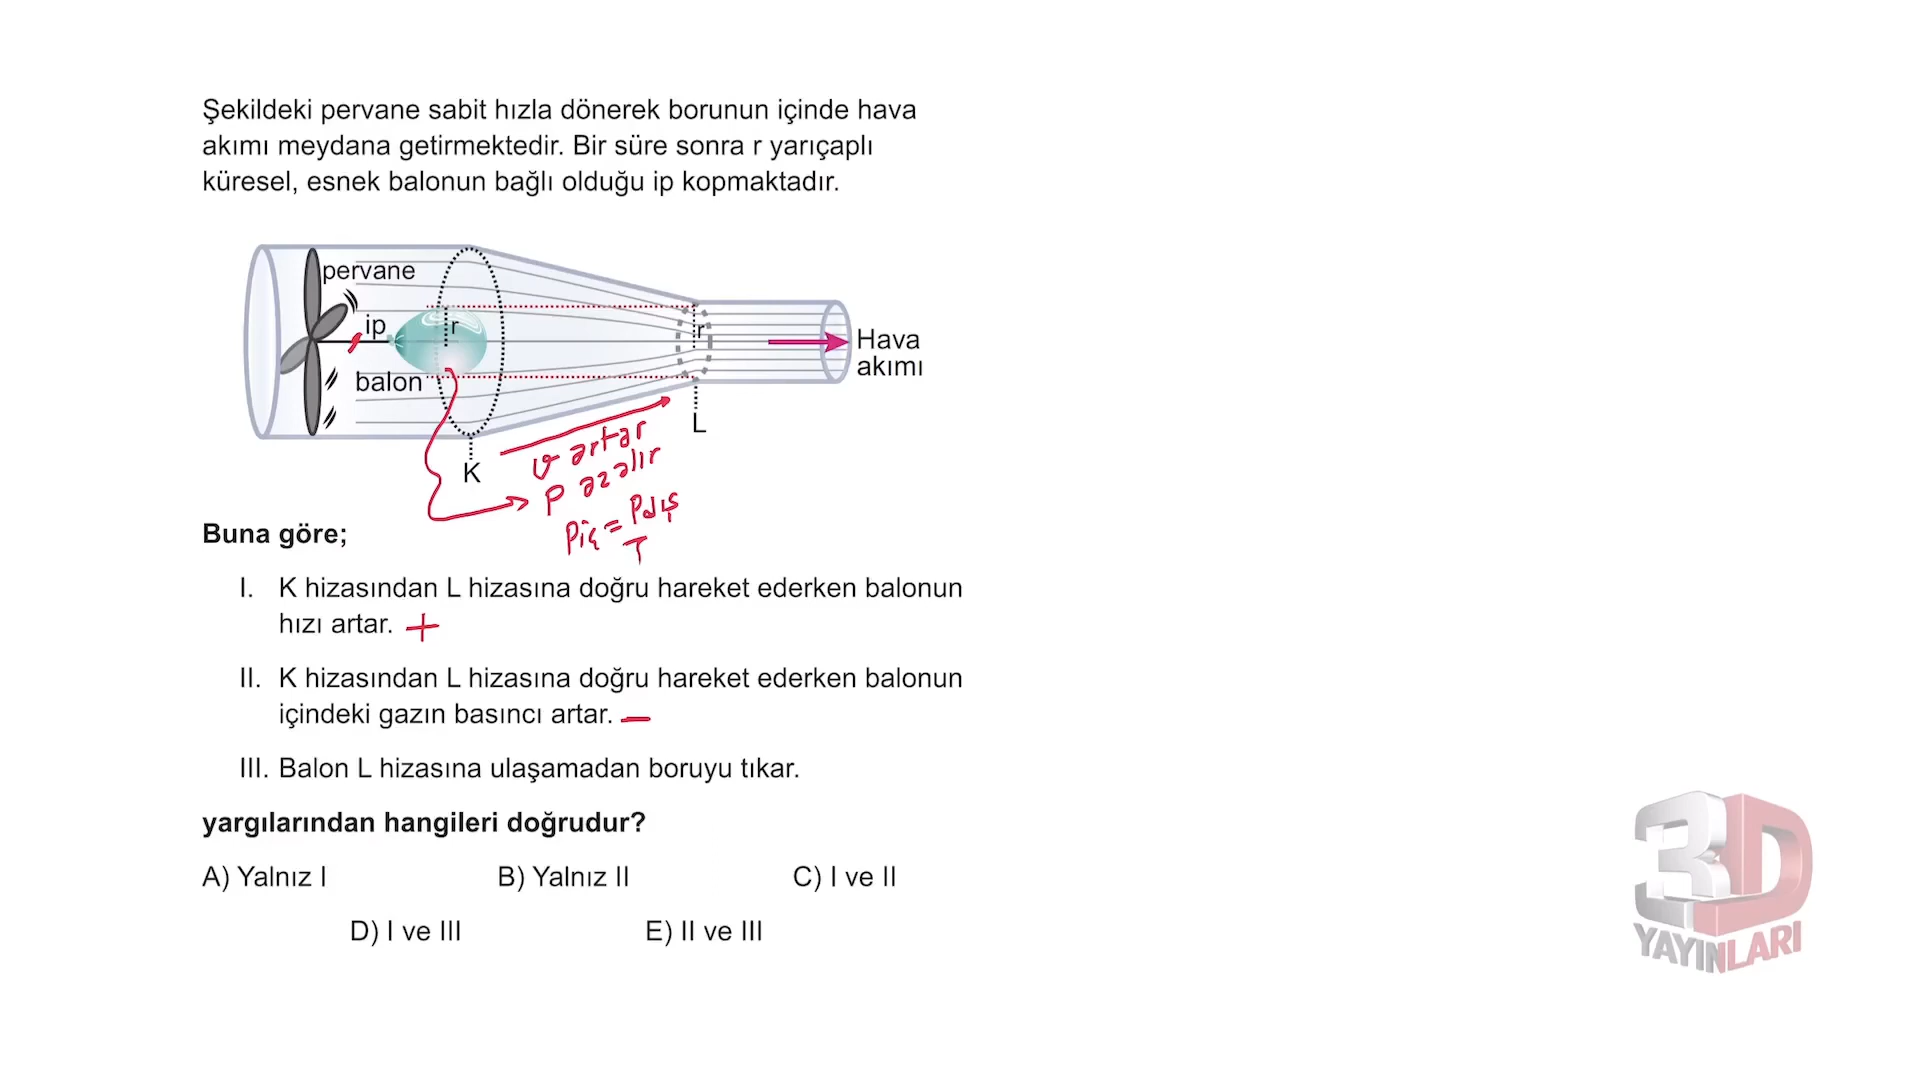 Şekildeki pervane sabit hızla dönerek borunun içinde hava
akımı meydana getirmektedir. Bir süre sonra r yarıçaplı
küresel, esnek balonun bağlı olduğu ip kopmaktadır.
pervane
ip
r
r
balon
Hava
akımı
K
L
v artar
P azalır
Piç = Pdış
Buna göre;
I. K hizasından L hizasına doğru hareket ederken balonun
hızı artar. +
II. K hizasından L hizasına doğru hareket ederken balonun
içindeki gazın basıncı artar. –
III. Balon L hizasına ulaşamadan boruyu tıkar.
yargılarından hangileri doğrudur?
A) Yalnız I B) Yalnız II C) I ve II
D) I ve III E) II ve III
3D
YAYINLARI